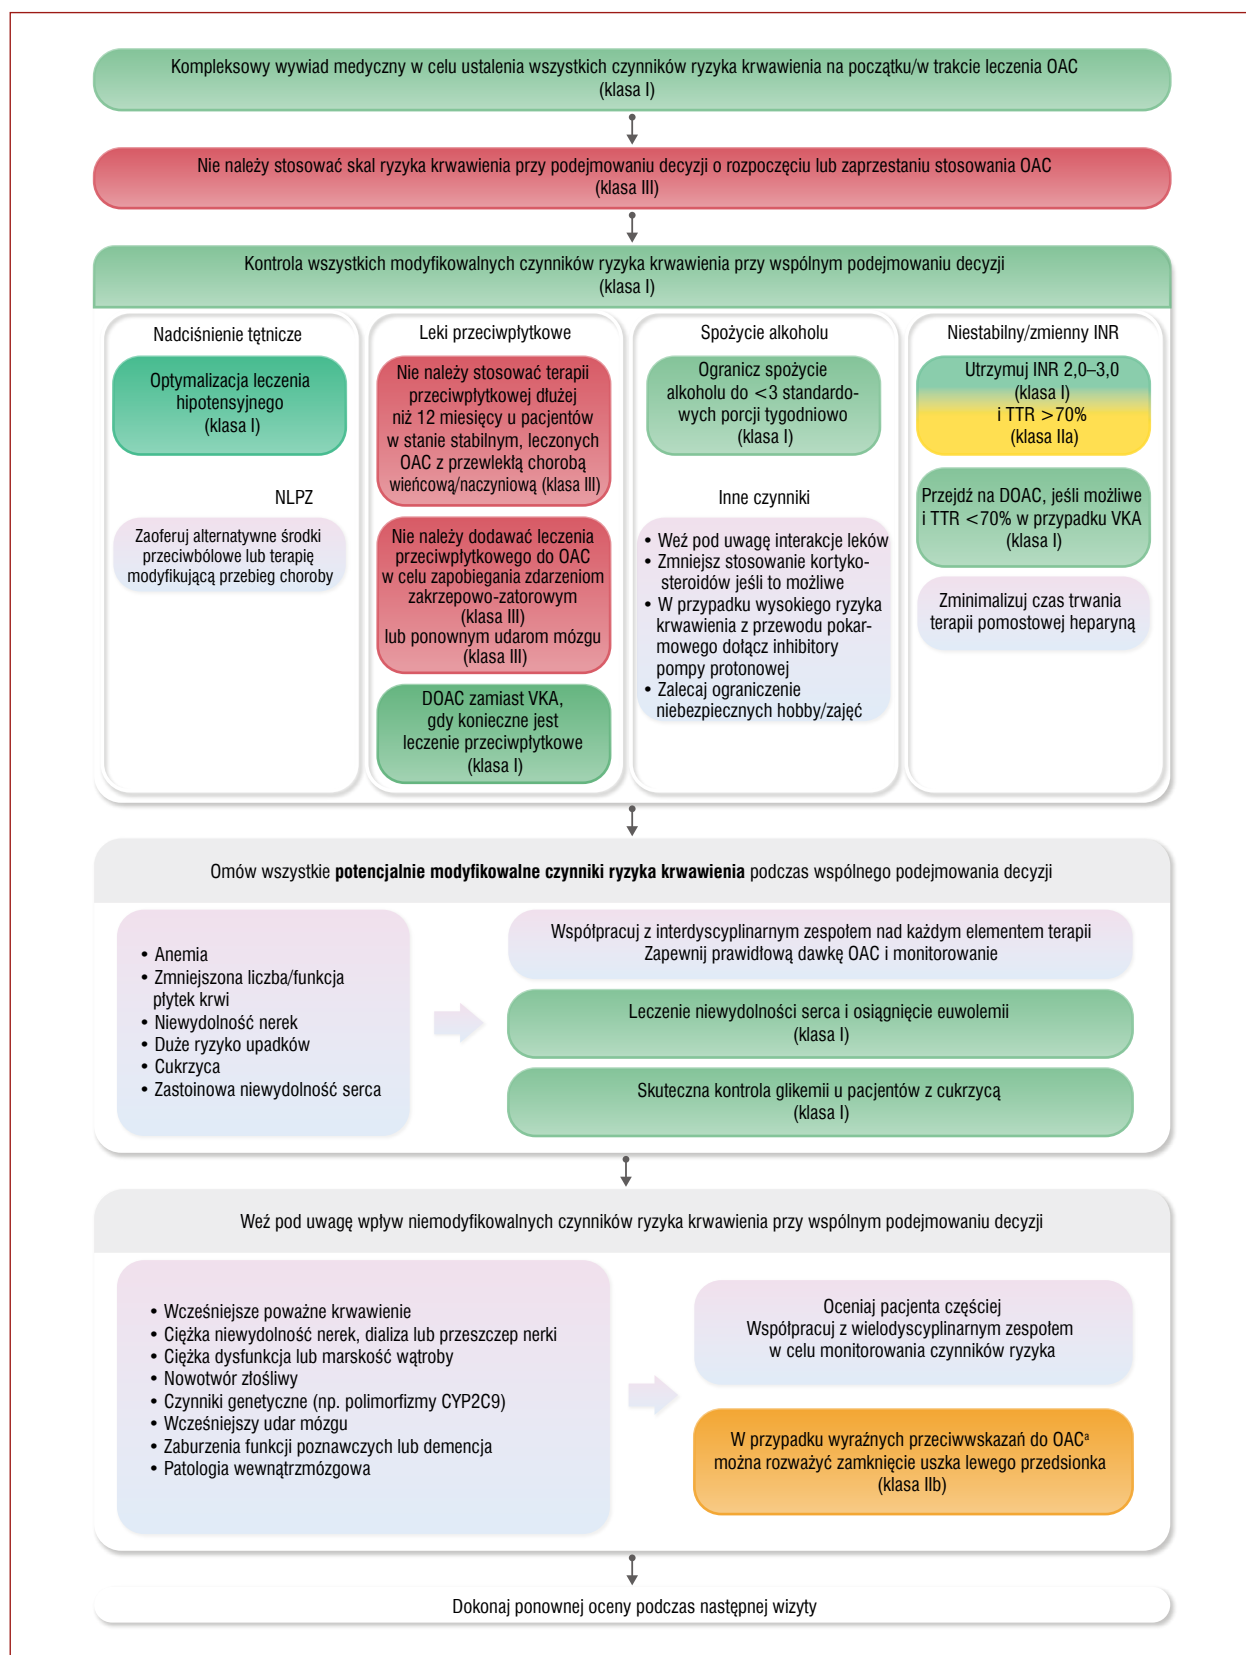 Kompleksowy wywiad medyczny w celu ustalenia wszystkich czynników ryzyka krwawienia na początku/w trakcie leczenia OAC
(klasa I)
Nie należy stosować skal ryzyka krwawienia przy podejmowaniu decyzji o rozpoczęciu lub zaprzestaniu stosowania OAC
(klasa III)
Kontrola wszystkich modyfikowalnych czynników ryzyka krwawienia przy wspólnym podejmowaniu decyzji
(klasa I)
Nadciśnienie tętnicze
Optymalizacja leczenia
hipotensyjnego
(klasa I)
NLPZ
Zaoferuj alternatywne środki
przeciwbólowe lub terapię
modyfikującą przebieg choroby
Leki przeciwpłytkowe
Nie należy stosować terapii
przeciwpłytkowej dłużej
niż 12 miesięcy u pacjentów
w stanie stabilnym, leczonych
OAC z przewlekłą chorobą
wieńcową/naczyniową (klasa III)
Nie należy dodawać leczenia
przeciwpłytkowego do OAC
w celu zapobiegania zdarzeniom
zakrzepowo-zatorowym
(klasa III)
lub ponownym udarom mózgu
(klasa III)
DOAC zamiast VKA,
gdy konieczne jest
leczenie przeciwpłytkowe
(klasa I)
Spożycie alkoholu
Ogranicz spożycie
alkoholu do <3 standardo-
wych porcji tygodniowo
(klasa I)
Inne czynniki
• Weź pod uwagę interakcje leków
• Zmniejsz stosowanie kortyko-
steroidów jeśli to możliwe
• W przypadku wysokiego ryzyka
krwawienia z przewodu pokar-
mowego dołącz inhibitory
pompy protonowej
• Zalecaj ograniczenie
niebezpiecznych hobby/zajęć
Niestabilny/zmienny INR
Utrzymuj INR 2,0–3,0
(klasa I)
i TTR >70%
(klasa IIa)
Przejdź na DOAC, jeśli możliwe
i TTR <70% w przypadku VKA
(klasa I)
Zminimalizuj czas trwania
terapii pomostowej heparyną
Omów wszystkie potencjalnie modyfikowalne czynniki ryzyka krwawienia podczas wspólnego podejmowania decyzji
• Anemia
• Zmniejszona liczba/funkcja
płytek krwi
• Niewydolność nerek
• Duże ryzyko upadków
• Cukrzyca
• Zastoinowa niewydolność serca
Współpracuj z interdyscyplinarnym zespołem nad każdym elementem terapii
Zapewnij prawidłową dawkę OAC i monitorowanie
Leczenie niewydolności serca i osiągnięcie euwolemii
(klasa I)
Skuteczna kontrola glikemii u pacjentów z cukrzycą
(klasa I)
Weź pod uwagę wpływ niemodyfikowalnych czynników ryzyka krwawienia przy wspólnym podejmowaniu decyzji
• Wcześniejsze poważne krwawienie
• Ciężka niewydolność nerek, dializa lub przeszczep nerki
• Ciężka dysfunkcja lub marskość wątroby
• Nowotwór złośliwy
• Czynniki genetyczne (np. polimorfizmy CYP2C9)
• Wcześniejszy udar mózgu
• Zaburzenia funkcji poznawczych lub demencja
• Patologia wewnątrzmózgowa
Oceniaj pacjenta częściej
Współpracuj z wielodyscyplinarnym zespołem
w celu monitorowania czynników ryzyka
W przypadku wyraźnych przeciwwskazań do OACᵃ
można rozważyć zamknięcie uszka lewego przedsionka
(klasa IIb)
Dokonaj ponownej oceny podczas następnej wizyty